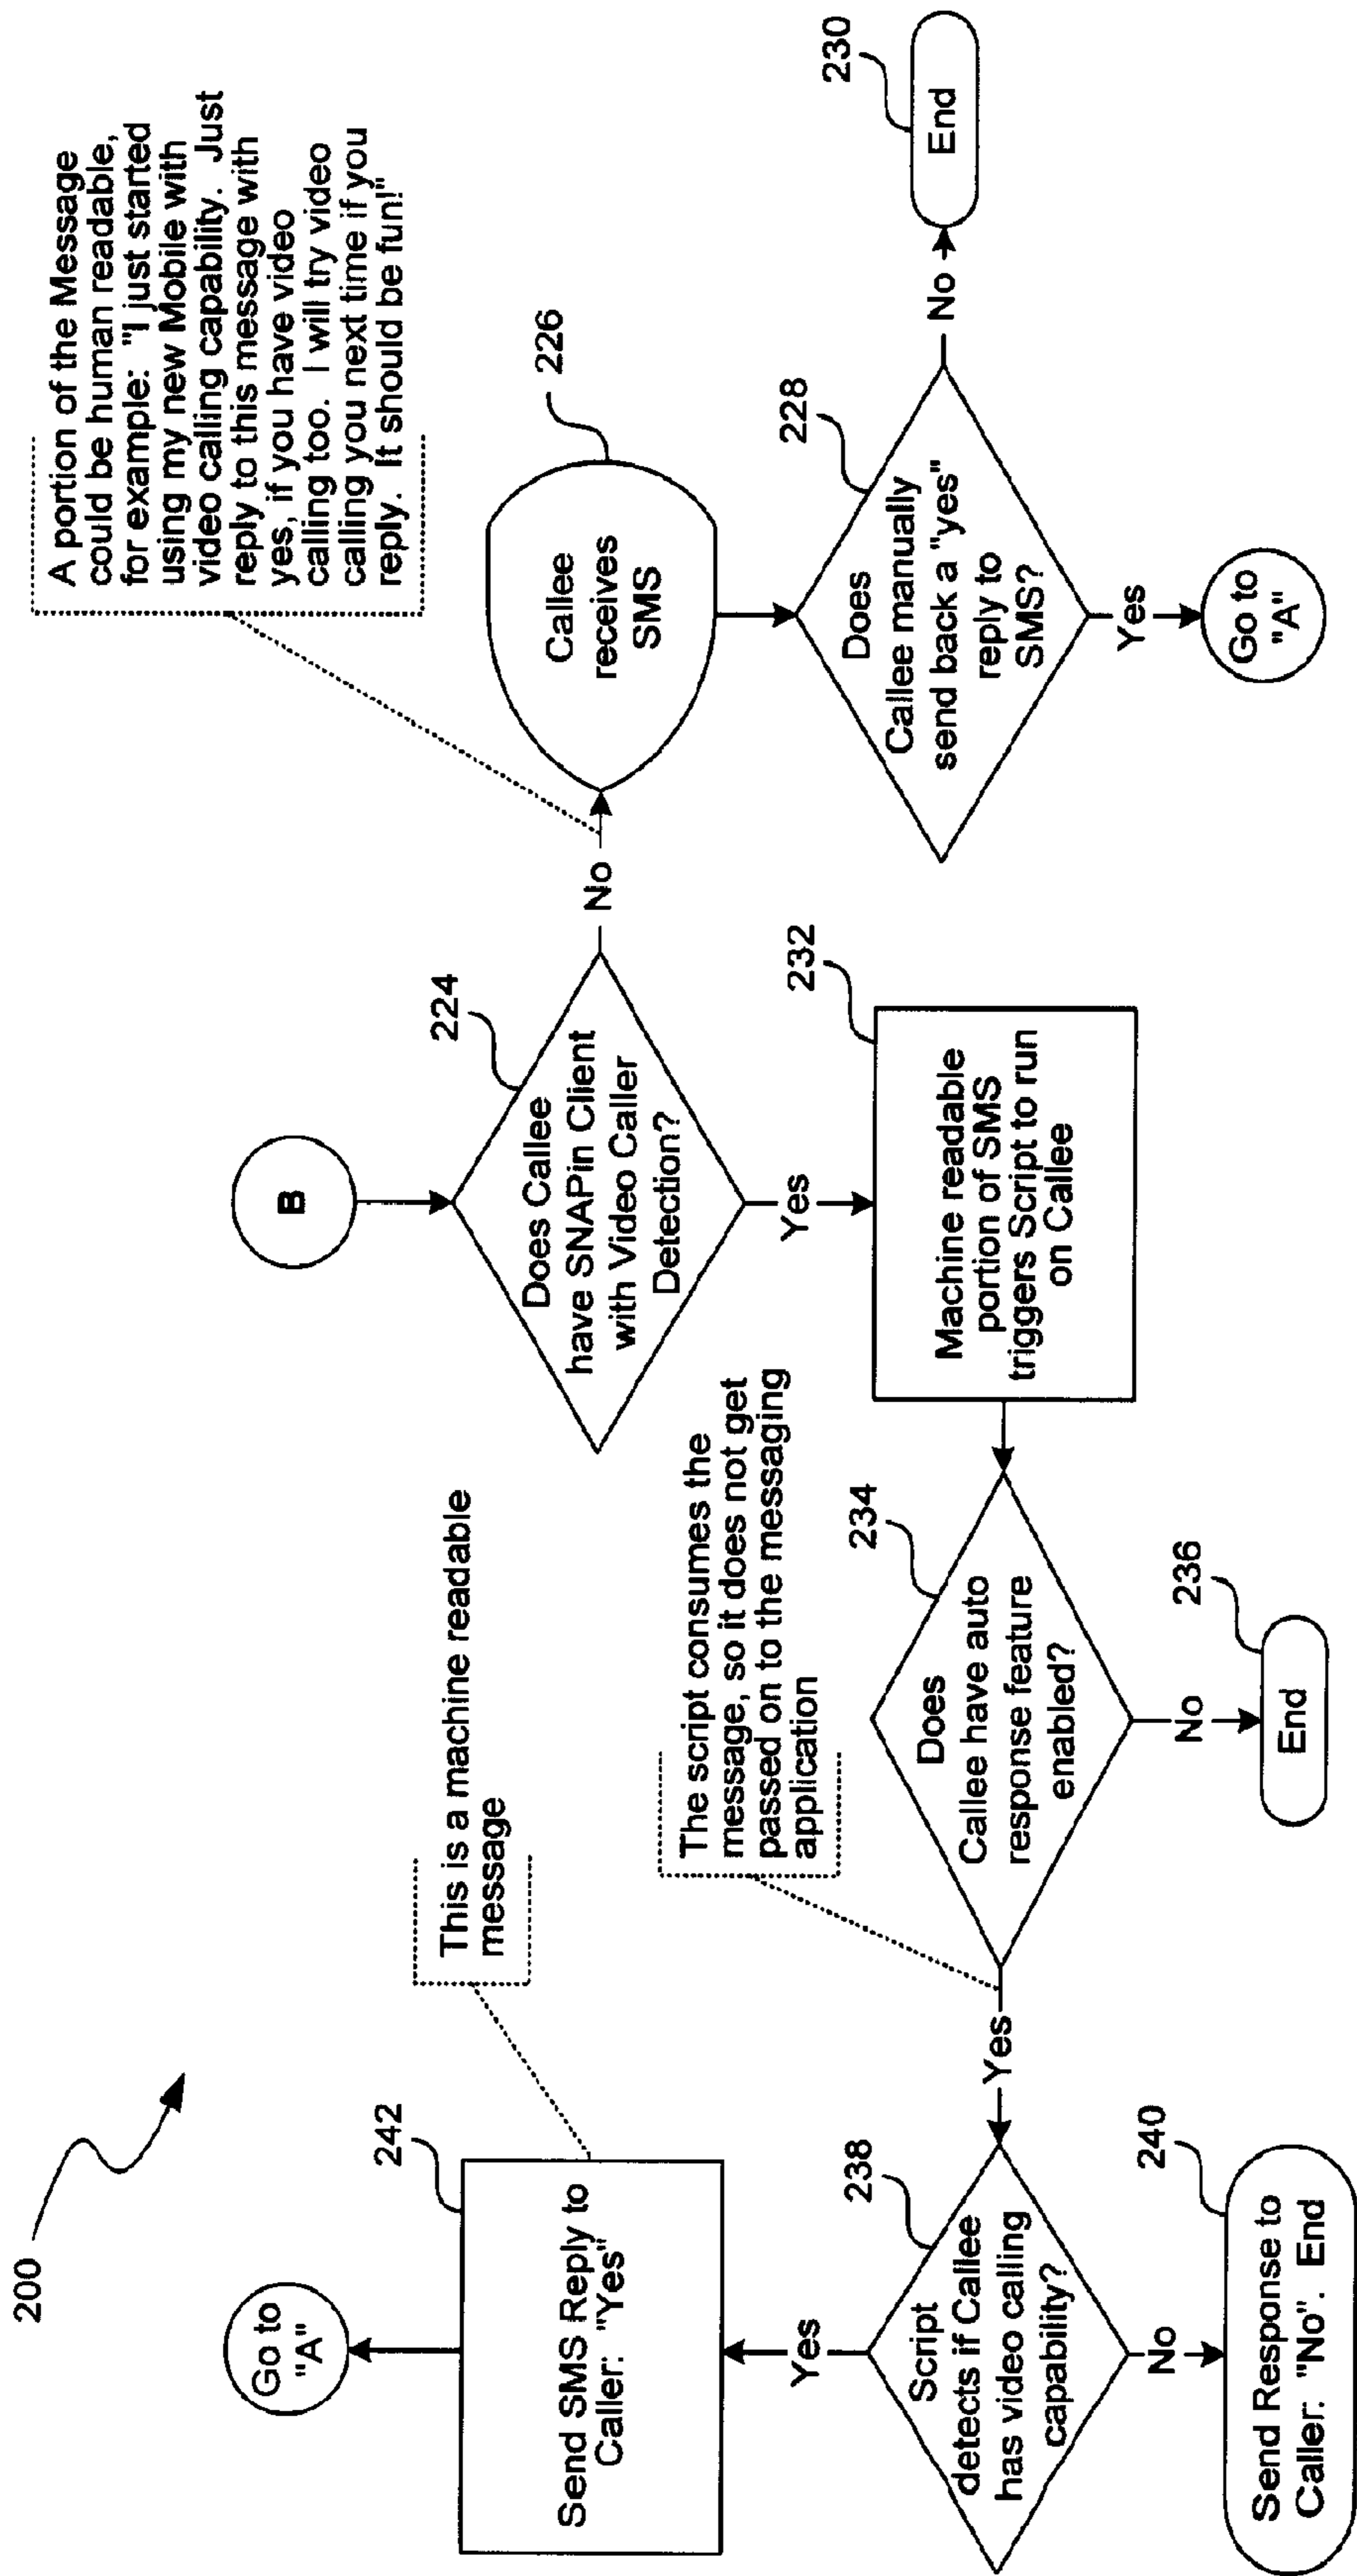 200
B
224
Does Callee
have SNAPin Client
with Video Caller
Detection?
No
A portion of the Message
could be human readable,
for example:  "I just started
using my new Mobile with
video calling capability.  Just
reply to this message with
yes, if you have video
calling too.  I will try video
calling you next time if you
reply.  It should be fun!"
226
Callee
receives
SMS
228
Does
Callee manually
send back a "yes"
reply to
SMS?
No
230
End
Yes
Go to
"A"
Yes
232
Machine readable
portion of SMS
triggers Script to run
on Callee
234
Does
Callee have auto
response feature
enabled?
No
236
End
The script consumes the
message, so it does not get
passed on to the messaging
application
Yes
238
Script
detects if Callee
has video calling
capability?
No
240
Send Response to
Caller:  "No".  End
Yes
242
Send SMS Reply to
Caller:  "Yes"
This is a machine readable
message
Go to
"A"